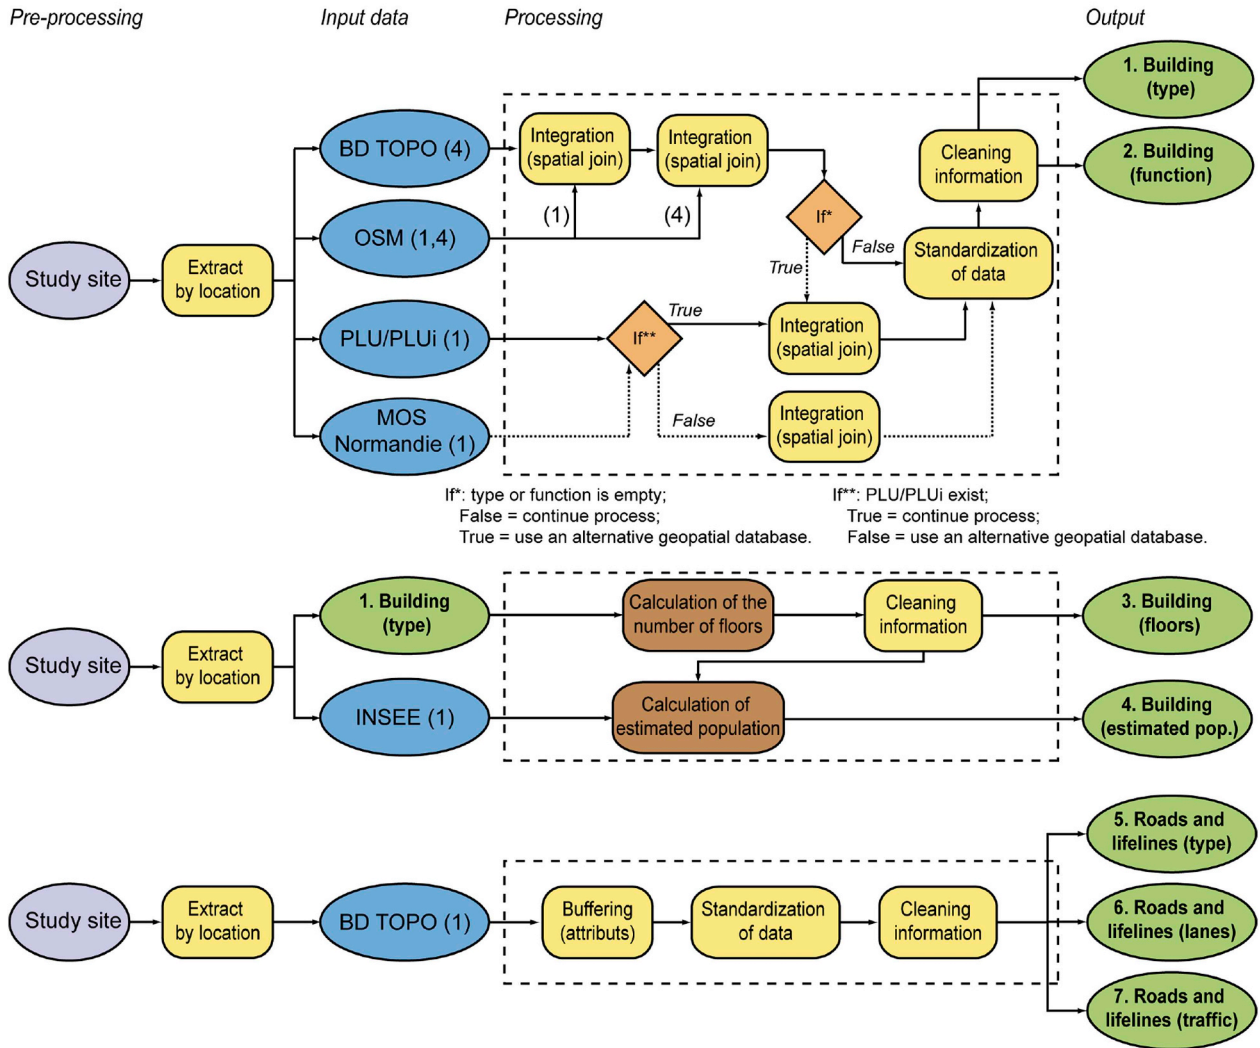 Pre-processing
Input data
Processing
Output
Study site
Extract
by location
BD TOPO (4)
OSM (1,4)
PLU/PLUi (1)
MOS
Normandie (1)
Integration
(spatial join)
Integration
(spatial join)
(1)
(4)
If*
True
False
If**
True
False
Integration
(spatial join)
Integration
(spatial join)
Standardization
of data
Cleaning
information
1. Building
(type)
2. Building
(function)
If*: type or function is empty;
False = continue process;
True = use an alternative geopatial database.
If**: PLU/PLUi exist;
True = continue process;
False = use an alternative geopatial database.
Study site
Extract
by location
1. Building
(type)
INSEE (1)
Calculation of the
number of floors
Cleaning
information
Calculation of
estimated population
3. Building
(floors)
4. Building
(estimated pop.)
Study site
Extract
by location
BD TOPO (1)
Buffering
(attributs)
Standardization
of data
Cleaning
information
5. Roads and
lifelines (type)
6. Roads and
lifelines (lanes)
7. Roads and
lifelines (traffic)